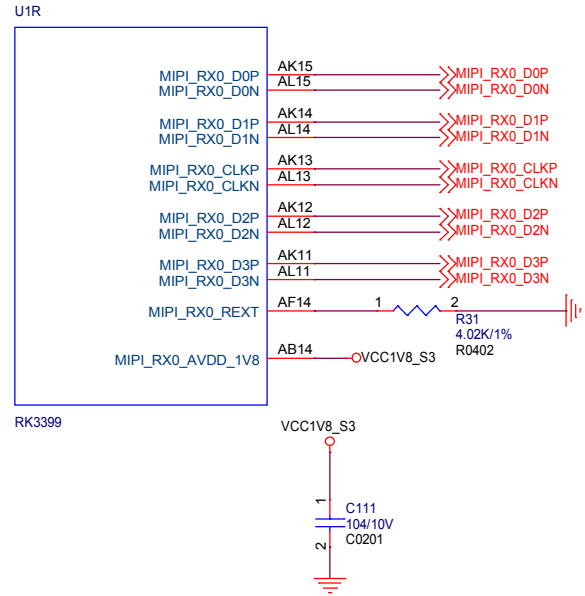 U1R
MIPI_RX0_D0P AK15 MIPI_RX0_D0P
MIPI_RX0_D0N AL15 MIPI_RX0_D0N
MIPI_RX0_D1P AK14 MIPI_RX0_D1P
MIPI_RX0_D1N AL14 MIPI_RX0_D1N
MIPI_RX0_CLKP AK13 MIPI_RX0_CLKP
MIPI_RX0_CLKN AL13 MIPI_RX0_CLKN
MIPI_RX0_D2P AK12 MIPI_RX0_D2P
MIPI_RX0_D2N AL12 MIPI_RX0_D2N
MIPI_RX0_D3P AK11 MIPI_RX0_D3P
MIPI_RX0_D3N AL11 MIPI_RX0_D3N
MIPI_RX0_REXT AF14 1 2
R31
4.02K/1%
R0402
MIPI_RX0_AVDD_1V8 AB14 VCC1V8_S3
RK3399
VCC1V8_S3
1
C111
104/10V
C0201
2